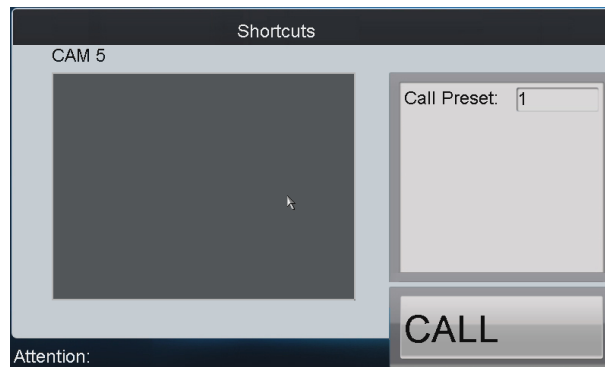 Shortcuts
CAM 5
Call Preset: 1
CALL
Attention: